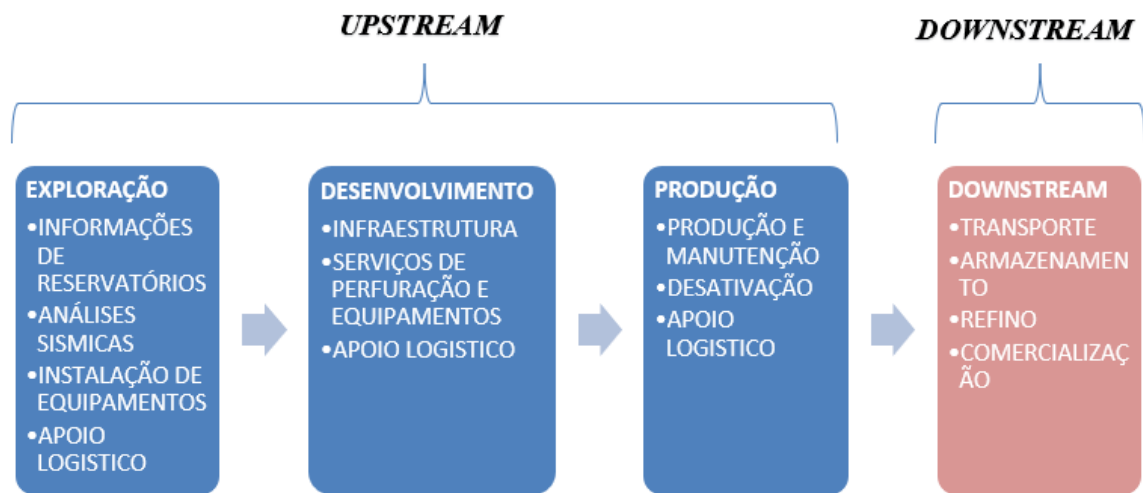 UPSTREAM
DOWNSTREAM
EXPLORAÇÃO
•INFORMAÇÕES
DE
RESERVATÓRIOS
•ANÁLISES
SISMICAS
•INSTALAÇÃO DE
EQUIPAMENTOS
•APOIO
LOGISTICO
DESENVOLVIMENTO
•INFRAESTRUTURA
•SERVIÇOS DE
PERFURAÇÃO E
EQUIPAMENTOS
•APOIO LOGISTICO
PRODUÇÃO
•PRODUÇÃO E
MANUTENÇÃO
•DESATIVAÇÃO
•APOIO
LOGISTICO
DOWNSTREAM
•TRANSPORTE
•ARMAZENAMEN
TO
•REFINO
•COMERCIALIZAÇ
ÃO